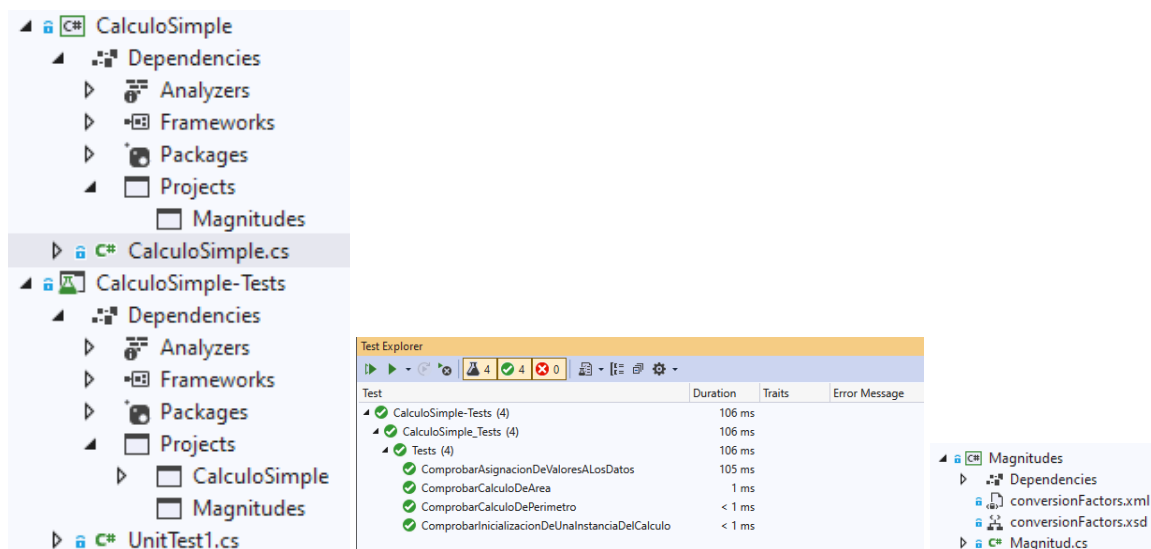 C# CalculoSimple
Dependencies
Analyzers
Frameworks
Packages
Projects
Magnitudes
C# CalculoSimple.cs
CalculoSimple-Tests
Dependencies
Analyzers
Frameworks
Packages
Projects
CalculoSimple
Magnitudes
C# UnitTest1.cs
Test Explorer
4 4 0
Test Duration Traits Error Message
CalculoSimple-Tests (4) 106 ms
CalculoSimple_Tests (4) 106 ms
Tests (4) 106 ms
ComprobarAsignacionDeValoresALosDatos 105 ms
ComprobarCalculoDeArea 1 ms
ComprobarCalculoDePerimetro < 1 ms
ComprobarInicializacionDeUnaInstanciaDelCalculo < 1 ms
C# Magnitudes
Dependencies
conversionFactors.xml
conversionFactors.xsd
C# Magnitud.cs